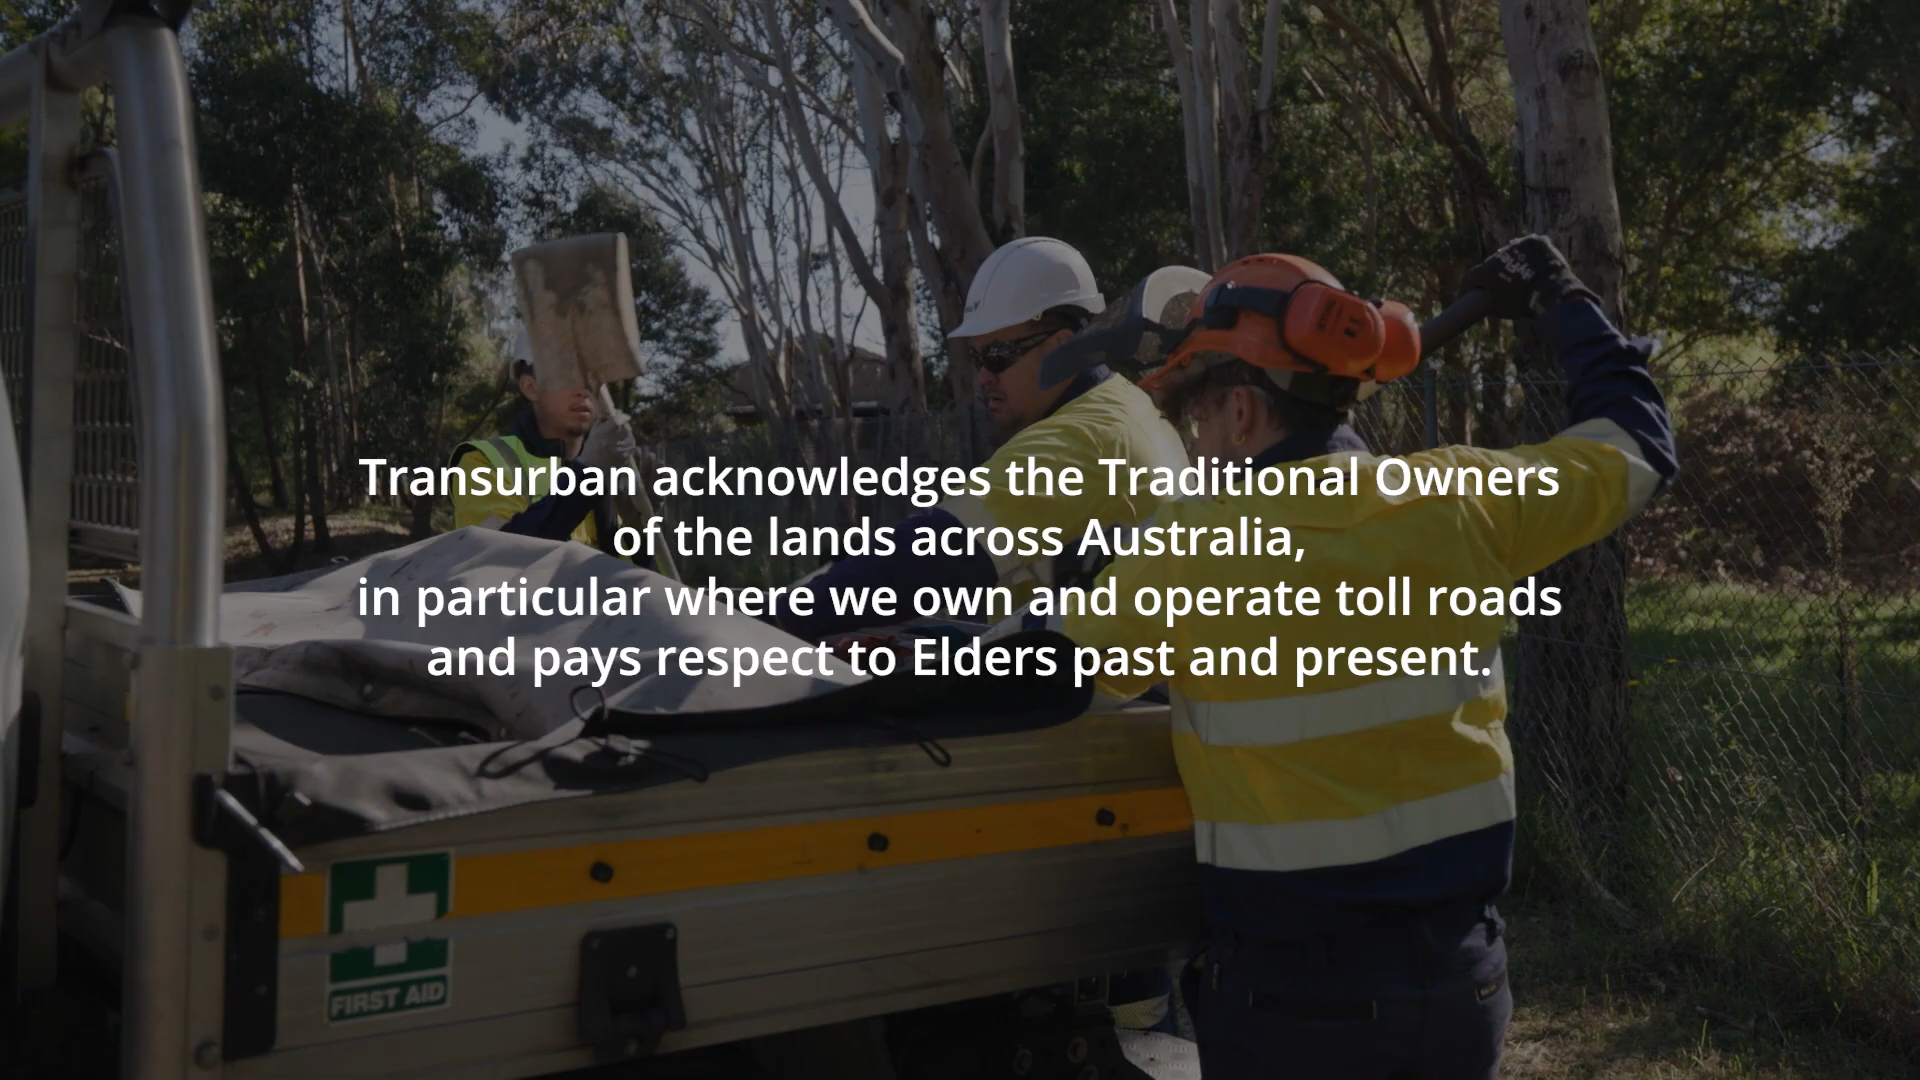 Transurban acknowledges the Traditional Owners
of the lands across Australia,
in particular where we own and operate toll roads
and pays respect to Elders past and present.
FIRST AID